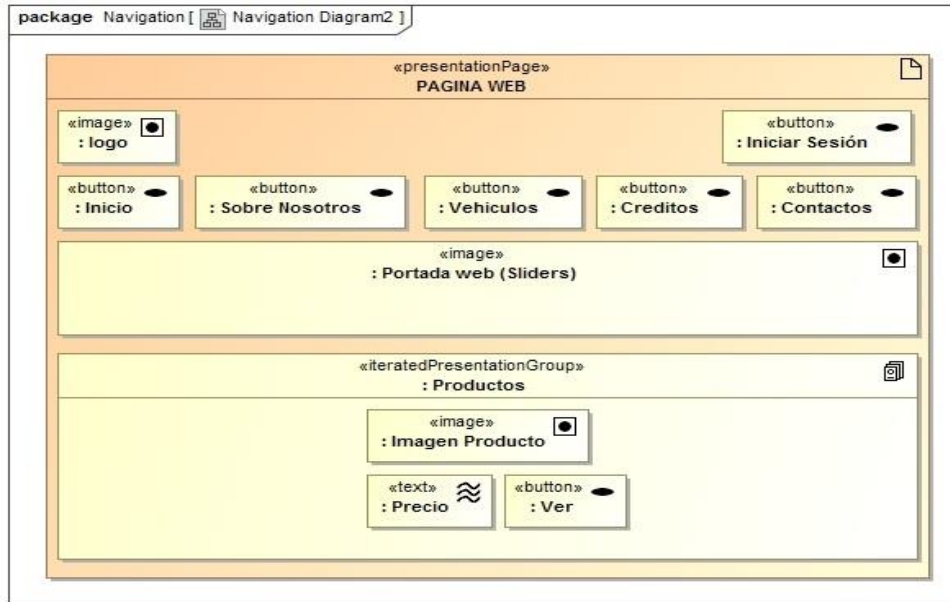 package Navigation [ Navigation Diagram2 ]
«presentationPage»
PAGINA WEB
«image»
: logo
«button»
: Iniciar Sesión
«button»
: Inicio
«button»
: Sobre Nosotros
«button»
: Vehiculos
«button»
: Creditos
«button»
: Contactos
«image»
: Portada web (Sliders)
«iteratedPresentationGroup»
: Productos
«image»
: Imagen Producto
«text»
: Precio
«button»
: Ver